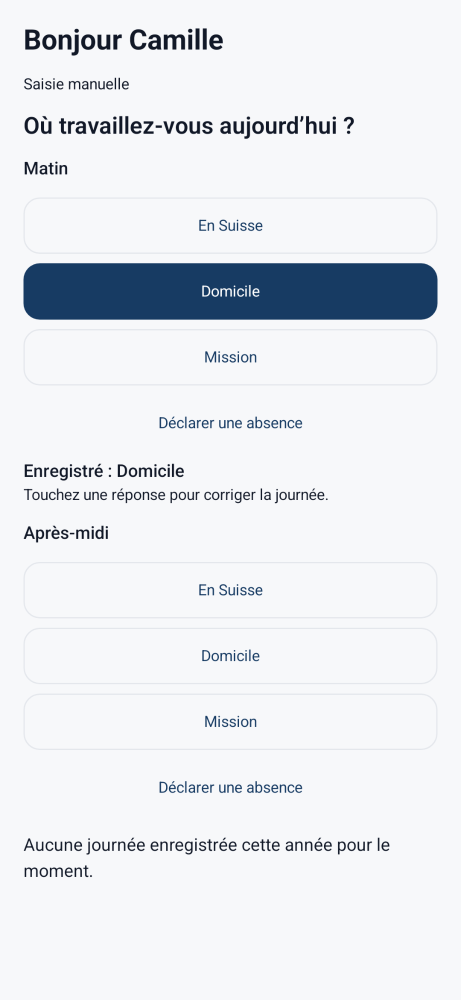 Bonjour Camille
Saisie manuelle
Où travaillez-vous aujourd’hui ?
Matin
En Suisse
Domicile
Mission
Déclarer une absence
Enregistré : Domicile
Touchez une réponse pour corriger la journée.
Après-midi
En Suisse
Domicile
Mission
Déclarer une absence
Aucune journée enregistrée cette année pour le
moment.